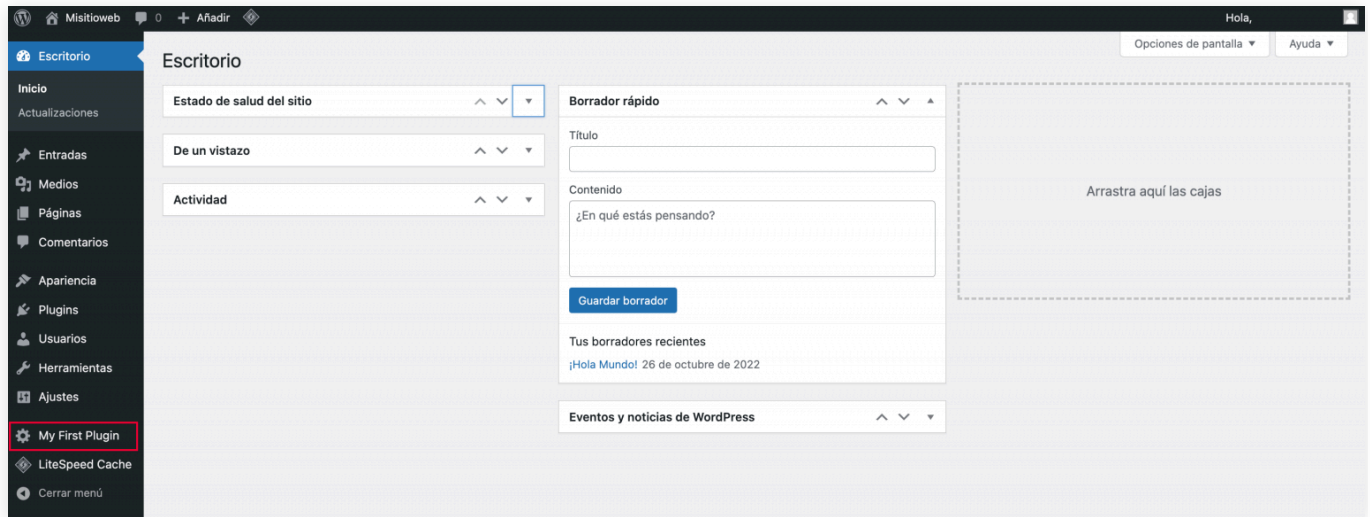 Misitioweb 0 Añadir Hola,
Escritorio
Inicio
Actualizaciones
Entradas
Medios
Páginas
Comentarios
Apariencia
Plugins
Usuarios
Herramientas
Ajustes
My First Plugin
LiteSpeed Cache
Cerrar menú
Opciones de pantalla Ayuda
Escritorio
Estado de salud del sitio
De un vistazo
Actividad
Borrador rápido
Título
Contenido
¿En qué estás pensando?
Guardar borrador
Tus borradores recientes
¡Hola Mundo! 26 de octubre de 2022
Eventos y noticias de WordPress
Arrastra aquí las cajas